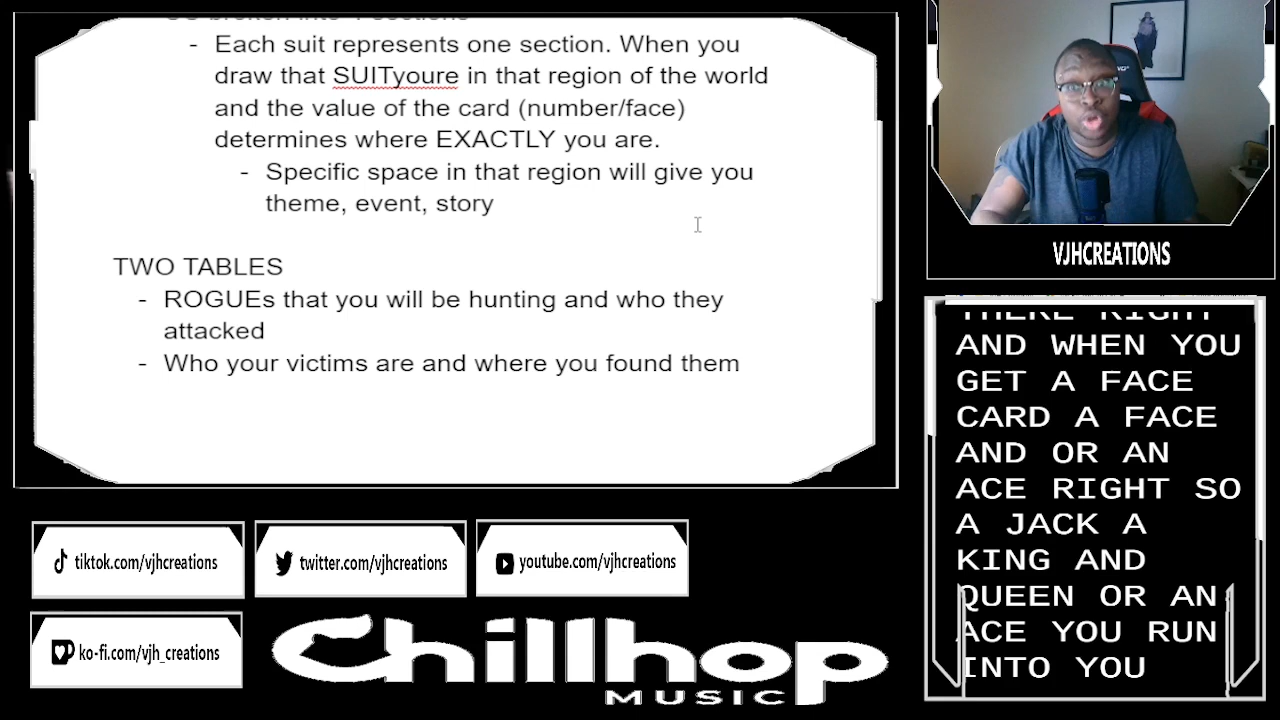 - Each suit represents one section. When you
draw that SUITyoure in that region of the world
and the value of the card (number/face)
determines where EXACTLY you are.
- Specific space in that region will give you
theme, event, story
TWO TABLES
- ROGUEs that you will be hunting and who they
attacked
- Who your victims are and where you found them
VJHCREATIONS
THERE RIGHT
AND WHEN YOU
GET A FACE
CARD A FACE
AND OR AN
ACE RIGHT SO
A JACK A
KING AND
QUEEN OR AN
ACE YOU RUN
INTO YOU
tiktok.com/vjhcreations
twitter.com/vjhcreations
youtube.com/vjhcreations
ko-fi.com/vjh_creations
Chillhop
MUSIC